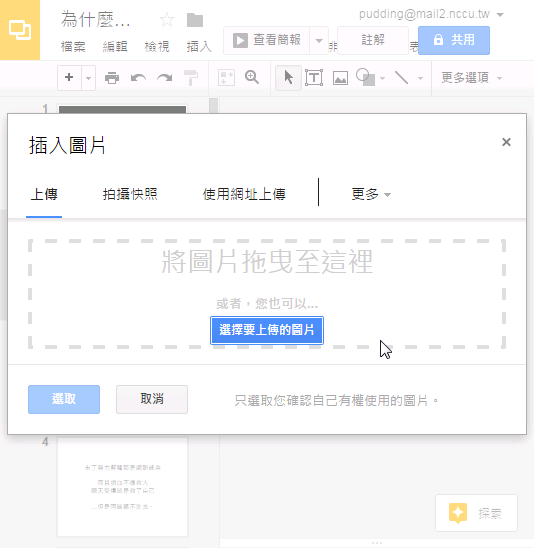 為什麼...
pudding@mail2.nccu.tw
檔案 編輯 檢視 插入
查看簡報
註解
共用
更多選項
1
插入圖片
上傳 拍攝快照 使用網址上傳 更多
將圖片拖曳至這裡
或者，您也可以...
選擇要上傳的圖片
選取 取消 只選取您確認自己有權使用的圖片。
4
探索